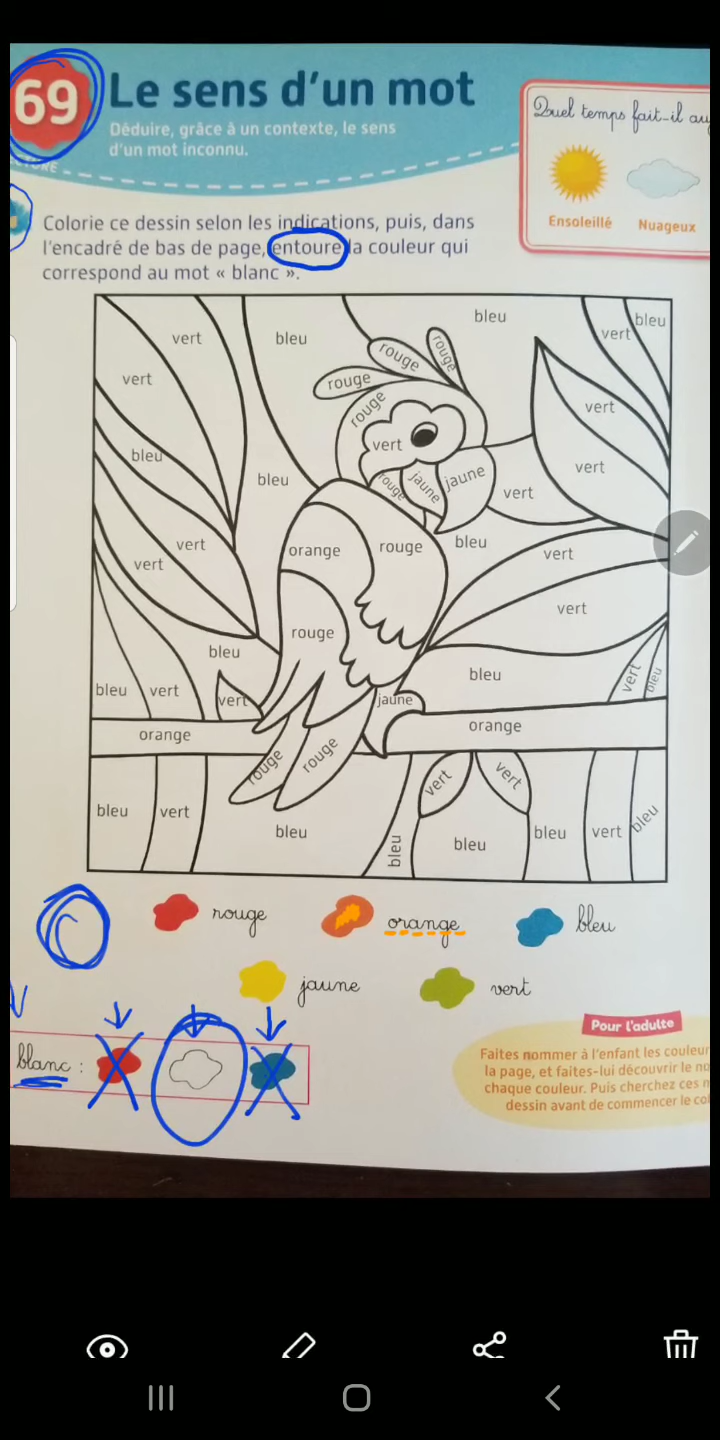 69
Le sens d'un mot
Déduire, grâce à un contexte, le sens
d'un mot inconnu.
Quel temps fait-il au
Ensoleillé
Nuageux
Colorie ce dessin selon les indications, puis, dans
l'encadré de bas de page, entoure la couleur qui
correspond au mot « blanc ».
bleu
bleu
vert
vert
bleu
rouge
rouge
vert
rouge
rouge
vert
vert
bleu
vert
jaune
vert
bleu
rouge
jaune
vert
vert
orange
rouge
bleu
vert
vert
vert
rouge
bleu
bleu
vert
bleu
bleu
vert
vert
jaune
orange
orange
rouge
rouge
vert
vert
bleu
vert
bleu
bleu
bleu
bleu
vert
bleu
rouge
orange
bleu
jaune
vert
blanc :
Pour l'adulte
Faites nommer à l'enfant les couleur
la page, et faites-lui découvrir le no
chaque couleur. Puis cherchez ces m
dessin avant de commencer le co